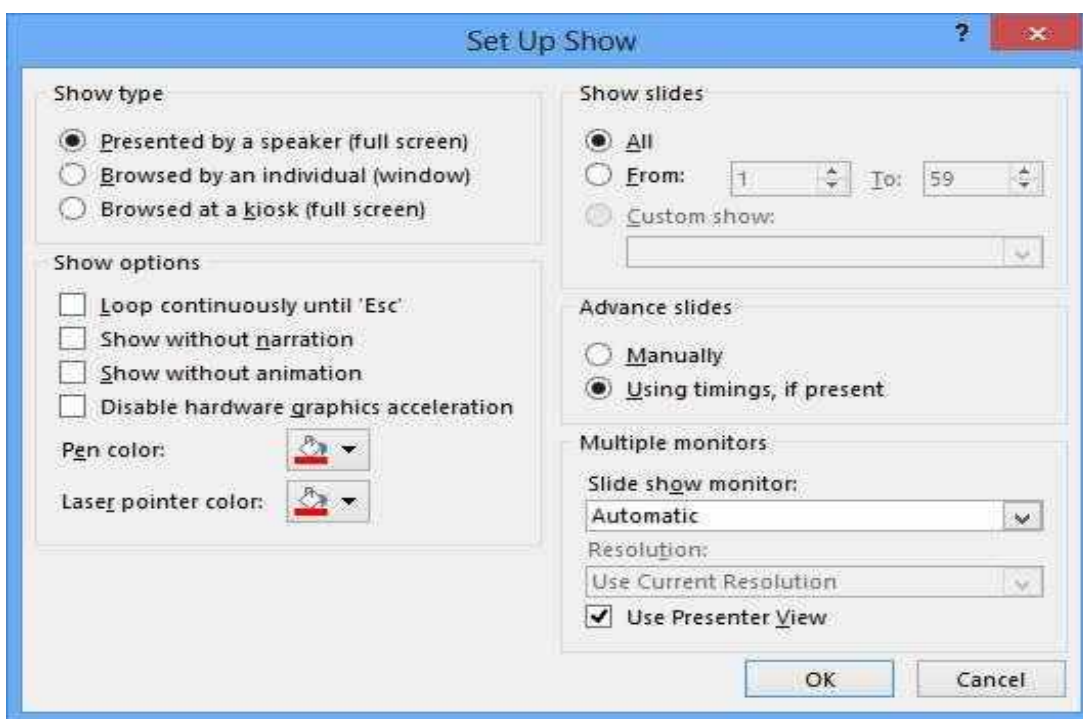 Set Up Show
?
Show type
Presented by a speaker (full screen)
Browsed by an individual (window)
Browsed at a kiosk (full screen)
Show options
Loop continuously until 'Esc'
Show without narration
Show without animation
Disable hardware graphics acceleration
Pen color:
Laser pointer color:
Show slides
All
From: 1 To: 59
Custom show:
Advance slides
Manually
Using timings, if present
Multiple monitors
Slide show monitor:
Automatic
Resolution:
Use Current Resolution
Use Presenter View
OK Cancel